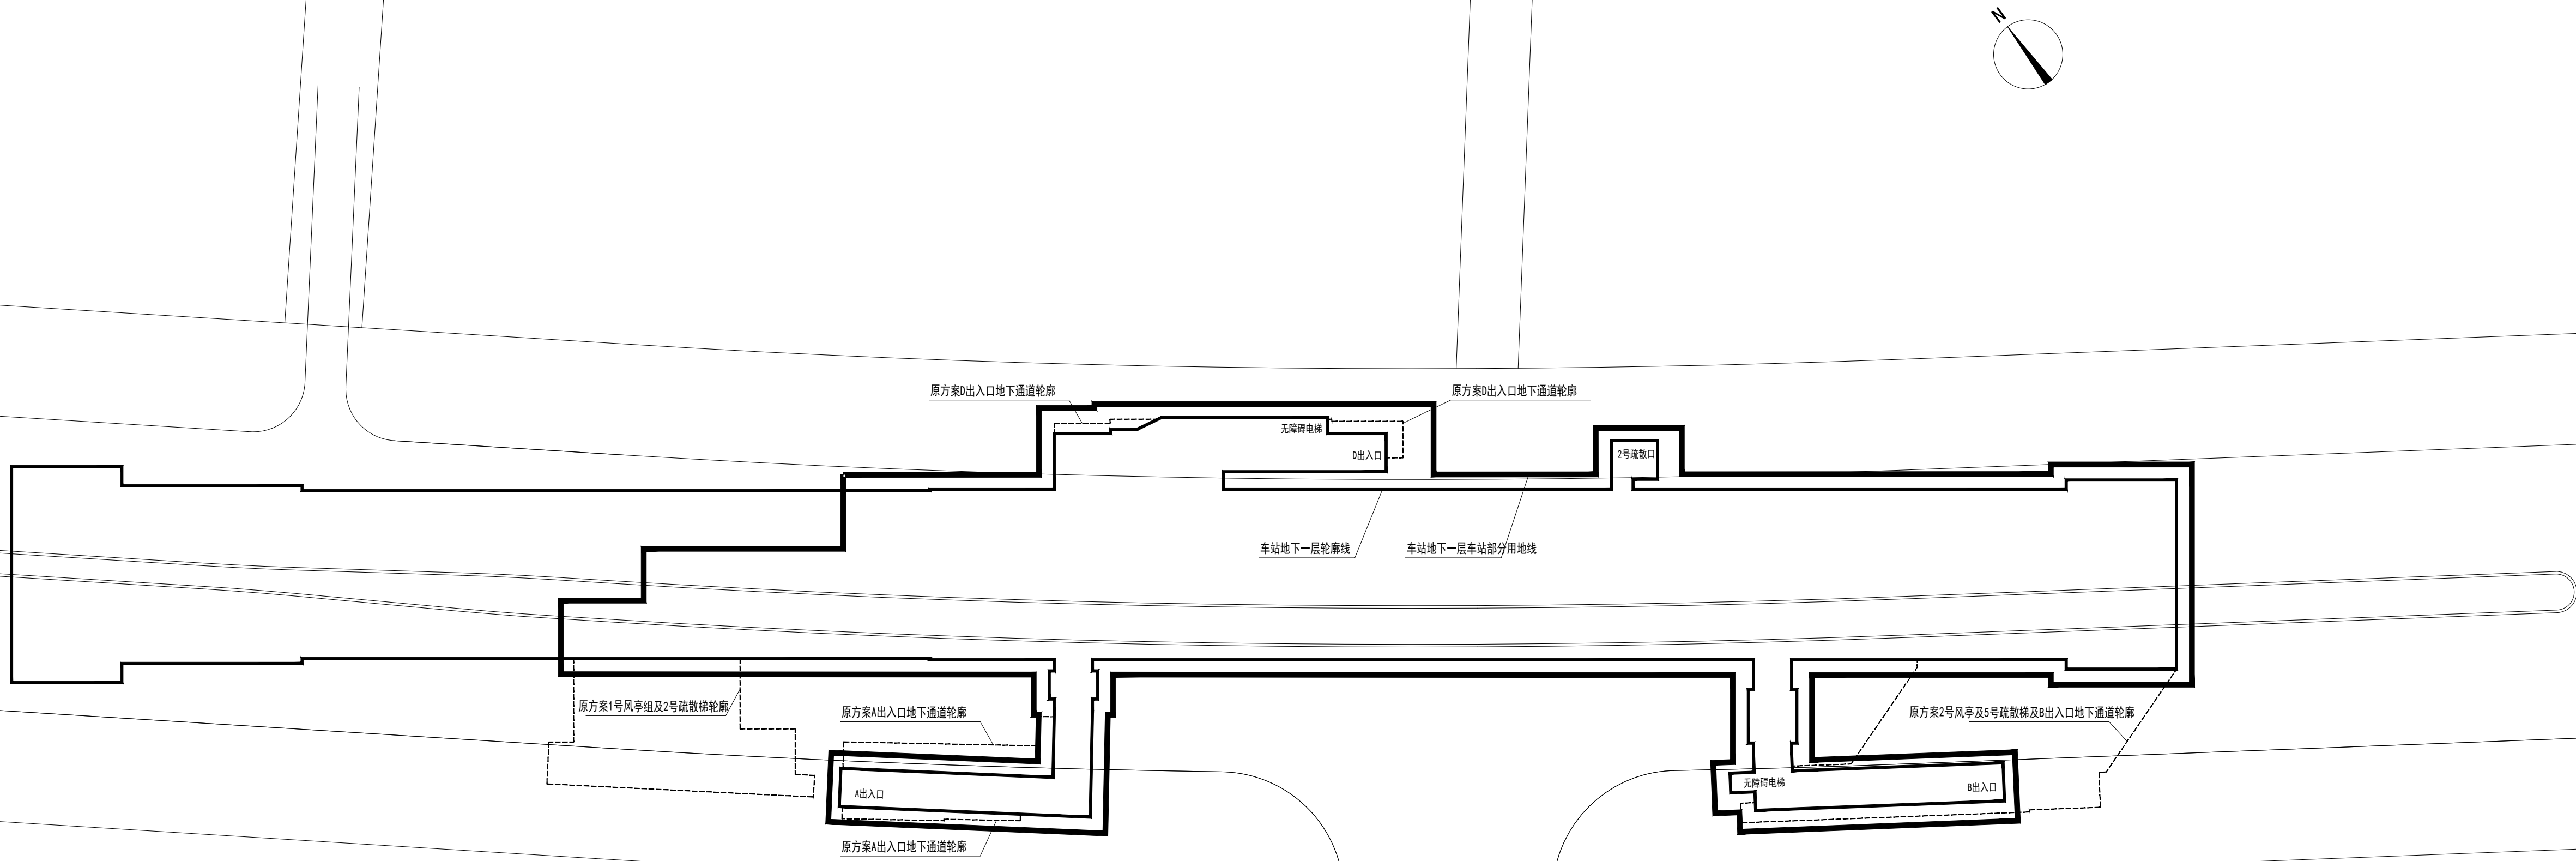 N
原方案D出入口地下通道轮廓
原方案D出入口地下通道轮廓
无障碍电梯
D出入口
2号疏散口
车站地下一层轮廓线
车站地下一层车站部分用地线
原方案1号风亭组及2号疏散梯轮廓
原方案A出入口地下通道轮廓
原方案2号风亭及5号疏散梯及B出入口地下通道轮廓
无障碍电梯
B出入口
A出入口
原方案A出入口地下通道轮廓